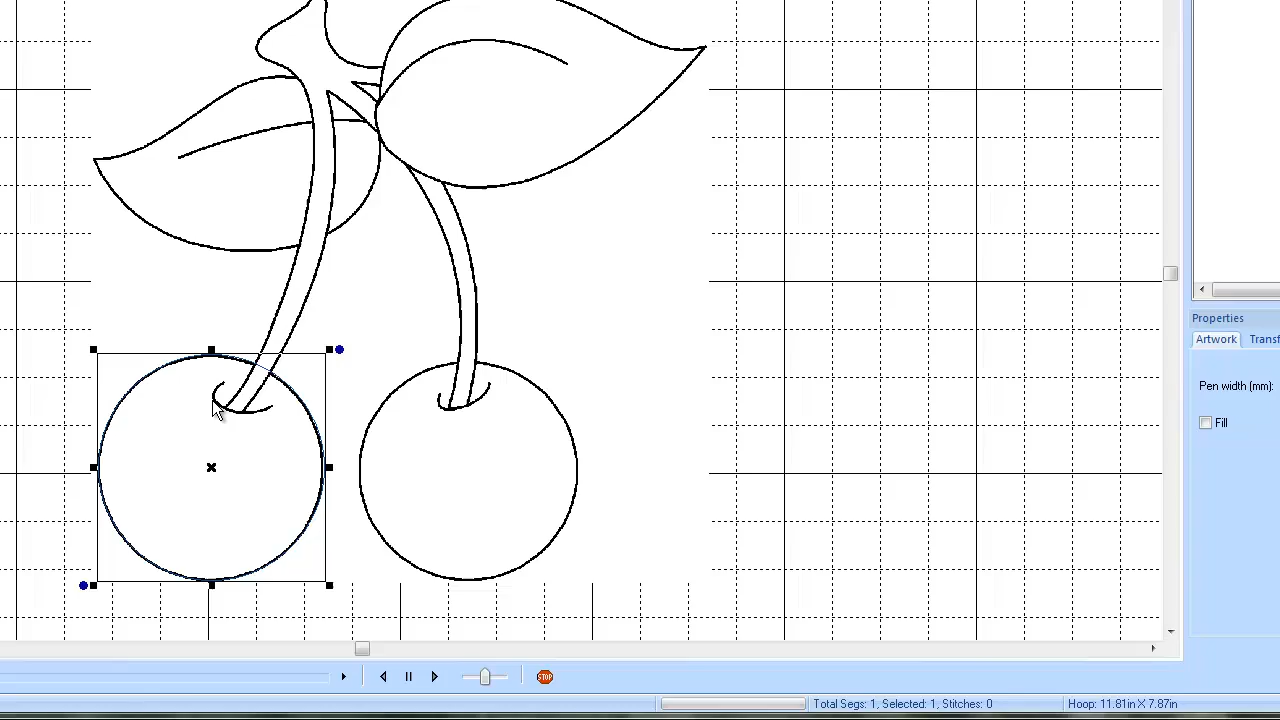 Properties
Artwork
Transf
Pen width (mm):
Fill
STOP
Total Segs: 1, Selected: 1, Stitches: 0
Hoop: 11.81in X 7.87in